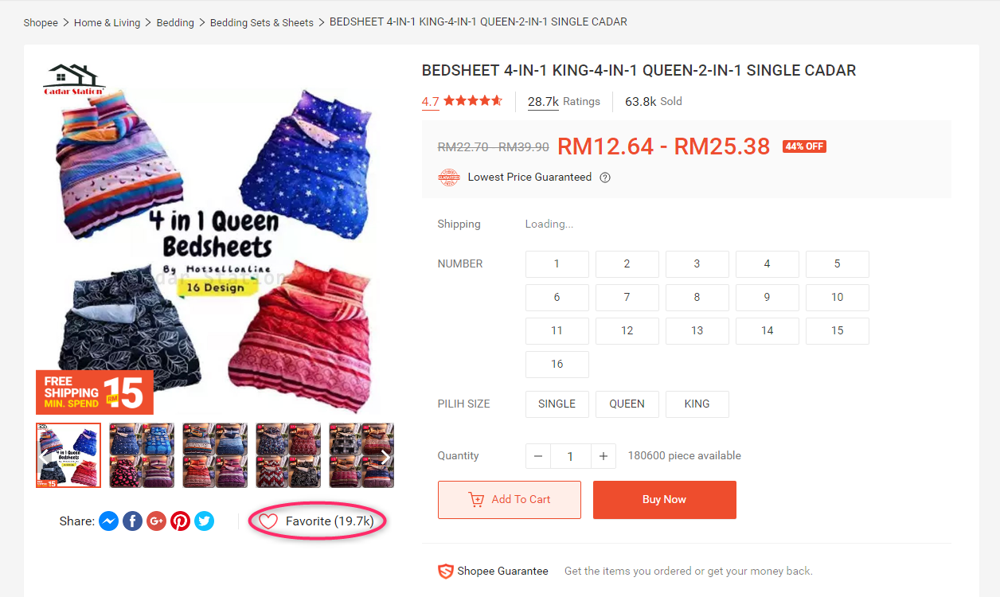 Shopee > Home & Living > Bedding > Bedding Sets & Sheets > BEDSHEET 4-IN-1 KING-4-IN-1 QUEEN-2-IN-1 SINGLE CADAR
Cadar Station
4 in 1 Queen
Bedsheets
By Hotsellonline
Cadar Station
16 Design
FREE
SHIPPING
MIN. SPEND
RM 15
Share:
Favorite (19.7k)
BEDSHEET 4-IN-1 KING-4-IN-1 QUEEN-2-IN-1 SINGLE CADAR
4.7 28.7k Ratings 63.8k Sold
RM22.70 - RM39.90 RM12.64 - RM25.38 44% OFF
Lowest Price Guaranteed ?
Shipping Loading...
NUMBER 1 2 3 4 5
6 7 8 9 10
11 12 13 14 15
16
PILIH SIZE SINGLE QUEEN KING
Quantity − 1 + 180600 piece available
Add To Cart Buy Now
Shopee Guarantee Get the items you ordered or get your money back.